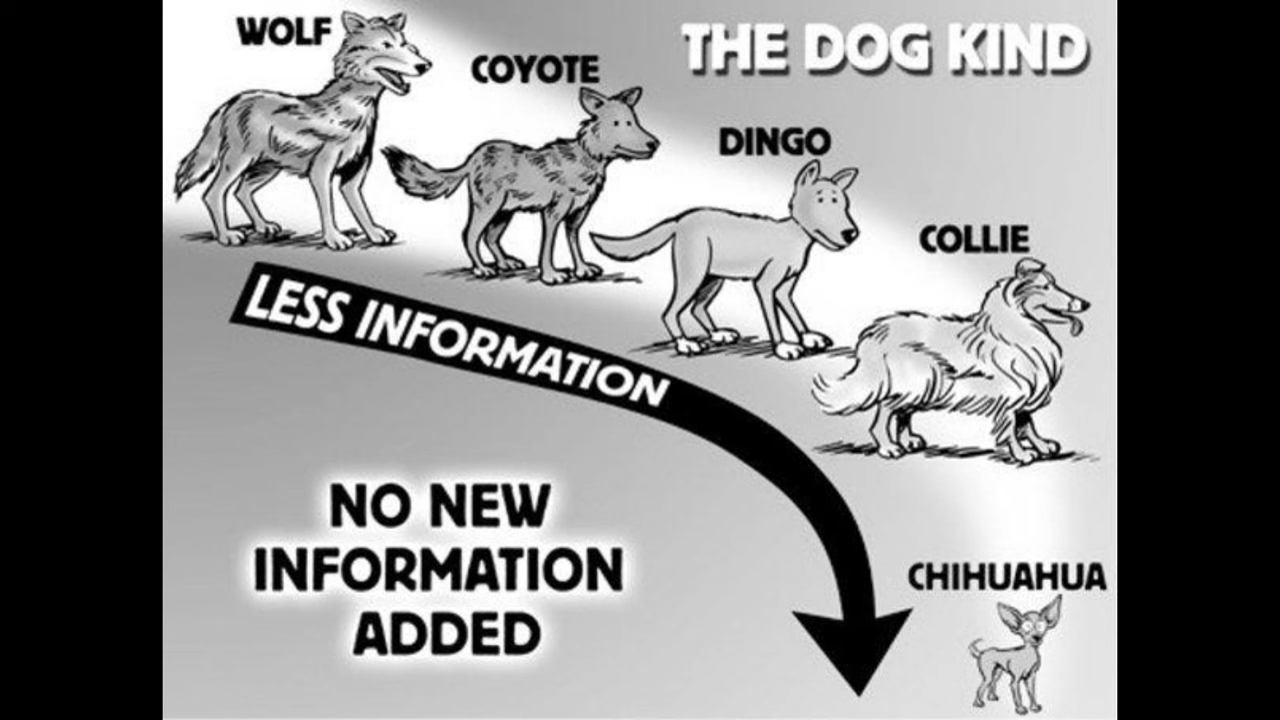 THE DOG KIND
WOLF
COYOTE
DINGO
COLLIE
LESS INFORMATION
NO NEW
INFORMATION
ADDED
CHIHUAHUA